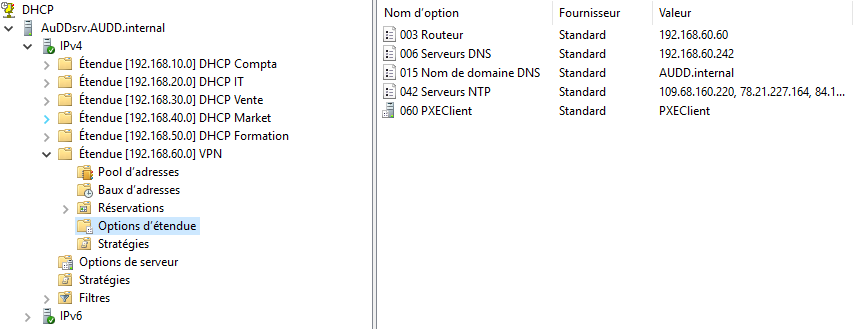 DHCP
AuDDsrv.AUDD.internal
IPv4
Étendue [192.168.10.0] DHCP Compta
Étendue [192.168.20.0] DHCP IT
Étendue [192.168.30.0] DHCP Vente
Étendue [192.168.40.0] DHCP Market
Étendue [192.168.50.0] DHCP Formation
Étendue [192.168.60.0] VPN
Pool d'adresses
Baux d'adresses
Réservations
Options d'étendue
Stratégies
Options de serveur
Stratégies
Filtres
IPv6
Nom d'option Fournisseur Valeur
003 Routeur Standard 192.168.60.60
006 Serveurs DNS Standard 192.168.60.242
015 Nom de domaine DNS Standard AUDD.internal
042 Serveurs NTP Standard 109.68.160.220, 78.21.227.164, 84.1...
060 PXEClient Standard PXEClient